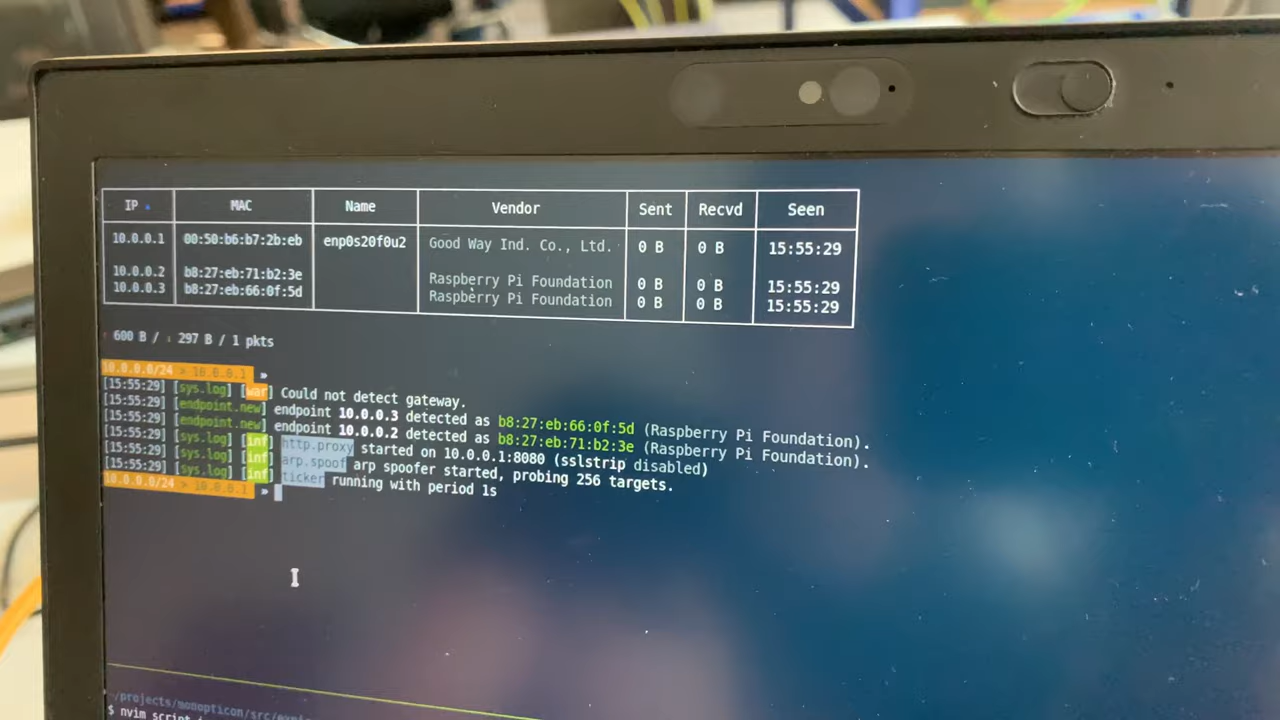 IP MAC Name Vendor Sent Recvd Seen
10.0.0.1 00:50:b6:b7:2b:eb enp0s20f0u2 Good Way Ind. Co., Ltd. 0 B 0 B 15:55:29
10.0.0.2 b8:27:eb:71:b2:3e Raspberry Pi Foundation 0 B 0 B 15:55:29
10.0.0.3 b8:27:eb:66:0f:5d Raspberry Pi Foundation 0 B 0 B 15:55:29
↑ 600 B / ↓ 297 B / 1 pkts
10.0.0.0/24 > 10.0.0.1 »
[15:55:29] [sys.log] [war] Could not detect gateway.
[15:55:29] [endpoint.new] endpoint 10.0.0.3 detected as b8:27:eb:66:0f:5d (Raspberry Pi Foundation).
[15:55:29] [endpoint.new] endpoint 10.0.0.2 detected as b8:27:eb:71:b2:3e (Raspberry Pi Foundation).
[15:55:29] [sys.log] [inf] http.proxy started on 10.0.0.1:8080 (sslstrip disabled)
[15:55:29] [sys.log] [inf] arp.spoof arp spoofer started, probing 256 targets.
[15:55:29] [sys.log] [inf] ticker running with period 1s
10.0.0.0/24 > 10.0.0.1 »
~/projects/monopticon/src/
$ nvim